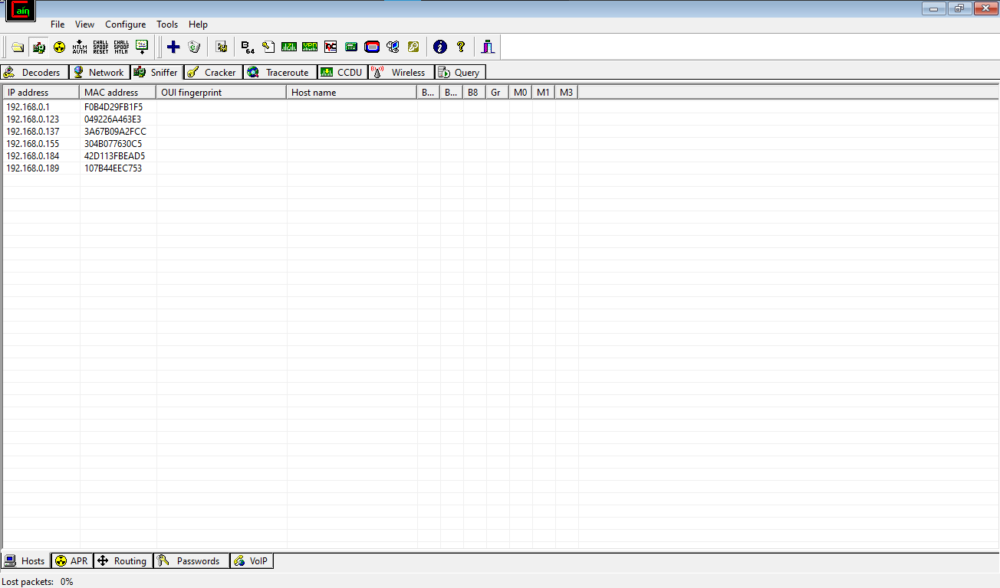 Cain
File View Configure Tools Help
NTLM AUTH CHALL SPOOF RESET CHALL SPOOF NTLM B64 VPN
Decoders Network Sniffer Cracker Traceroute CCDU Wireless Query
IP address MAC address OUI fingerprint Host name B... B... B8 Gr M0 M1 M3
192.168.0.1 F0B4D29FB1F5
192.168.0.123 049226A463E3
192.168.0.137 3A67B09A2FCC
192.168.0.155 304B077630C5
192.168.0.184 42D113FBEAD5
192.168.0.189 107B44EEC753
Hosts APR Routing Passwords VoIP
Lost packets: 0%